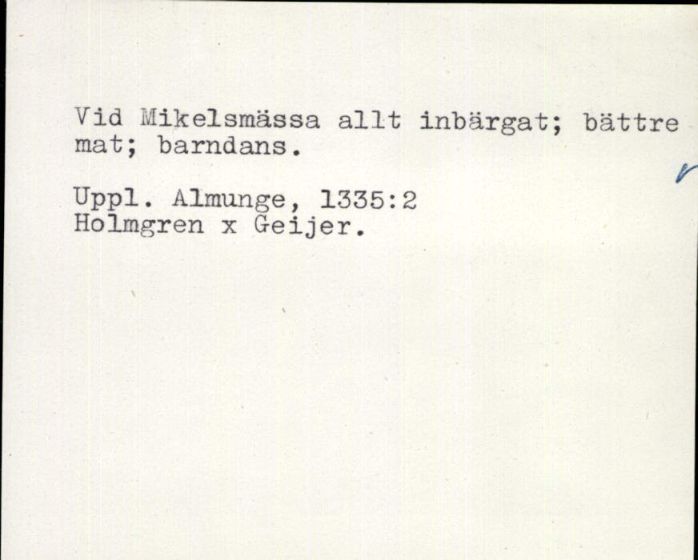 Vid Mikelsmässa allt inbärgat; bättre
mat; barndans.
Uppl. Almunge, 1335:2
Holmgren x Geijer.